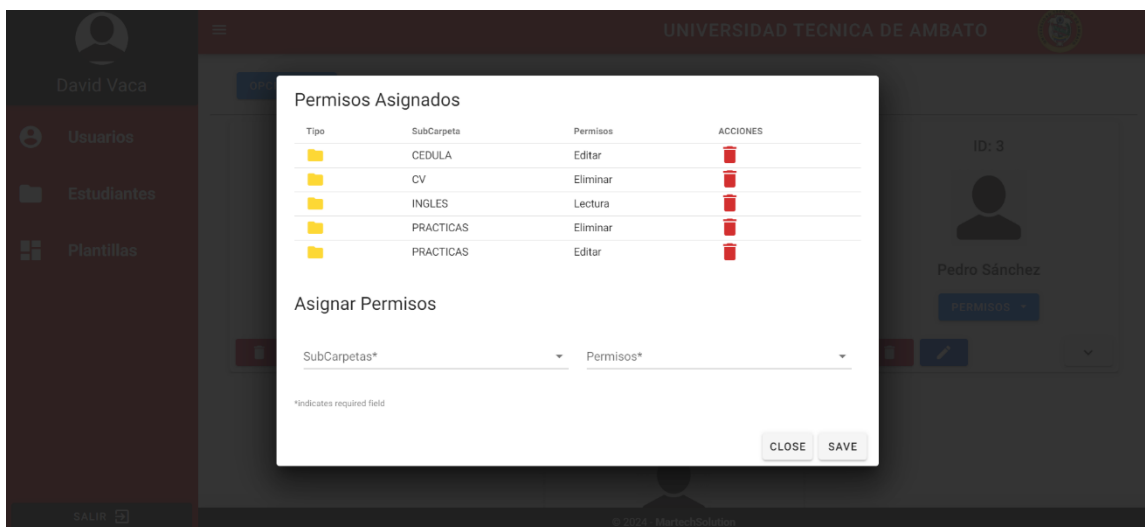 UNIVERSIDAD TECNICA DE AMBATO
David Vaca
Usuarios
Estudiantes
Plantillas
SALIR
Permisos Asignados
Tipo SubCarpeta Permisos ACCIONES
CEDULA Editar
CV Eliminar
INGLES Lectura
PRACTICAS Eliminar
PRACTICAS Editar
Asignar Permisos
SubCarpetas* Permisos*
*indicates required field
CLOSE SAVE
ID: 3
Pedro Sánchez
PERMISOS
© 2024 - MartechSolution